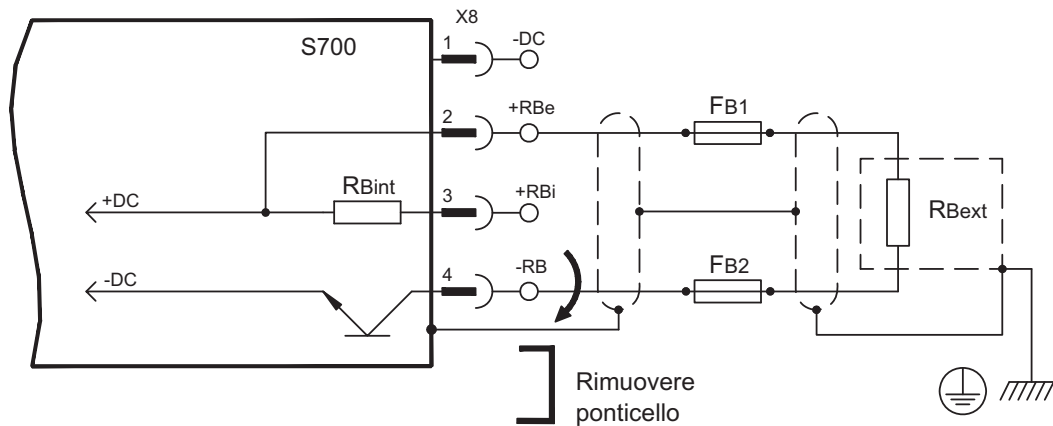 X8
S700
1
-DC
2
+RBe
FB1
+DC
RBint
3
+RBi
RBext
-DC
4
-RB
FB2
Rimuovere
ponticello